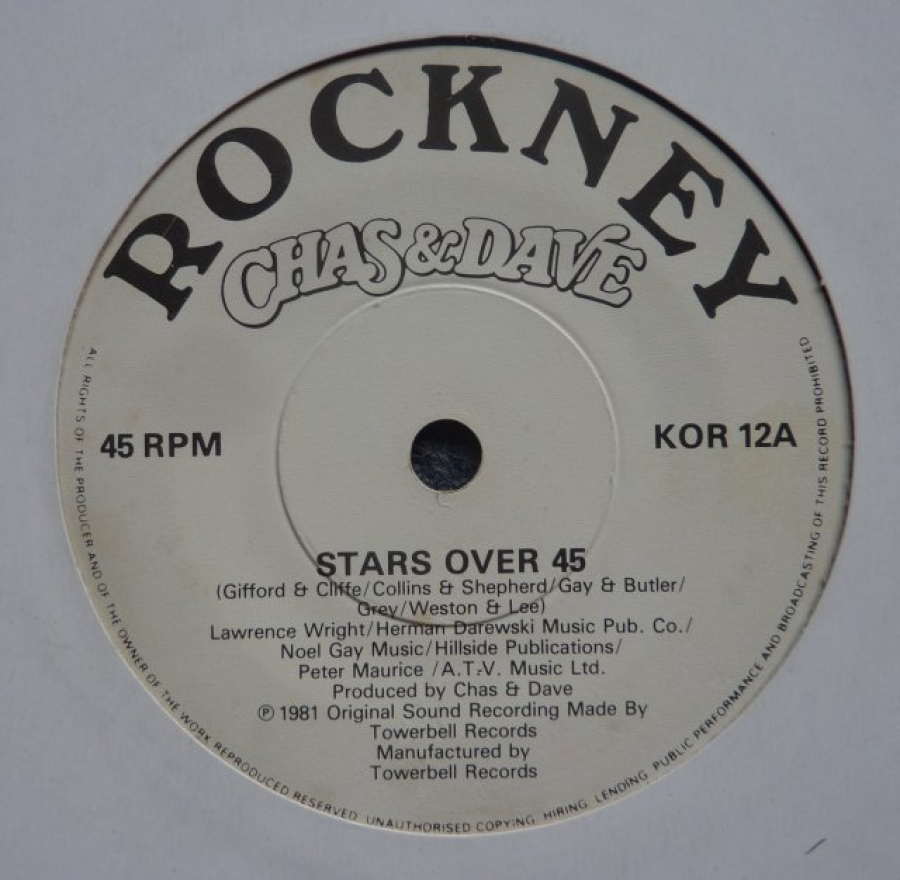 ROCKNEY
CHAS & DAVE
45 RPM
KOR 12A
STARS OVER 45
(Gifford & Cliffe/Collins & Shepherd/Gay & Butler/
Grey/Weston & Lee)
Lawrence Wright/Herman Darewski Music Pub. Co./
Noel Gay Music/Hillside Publications/
Peter Maurice /A.T.V. Music Ltd.
Produced by Chas & Dave
℗ 1981 Original Sound Recording Made By
Towerbell Records
Manufactured by
Towerbell Records
ALL RIGHTS OF THE PRODUCER AND OF THE OWNER OF THE WORK REPRODUCED RESERVED UNAUTHORISED COPYING HIRING LENDING PUBLIC PERFORMANCE AND BROADCASTING OF THIS RECORD PROHIBITED